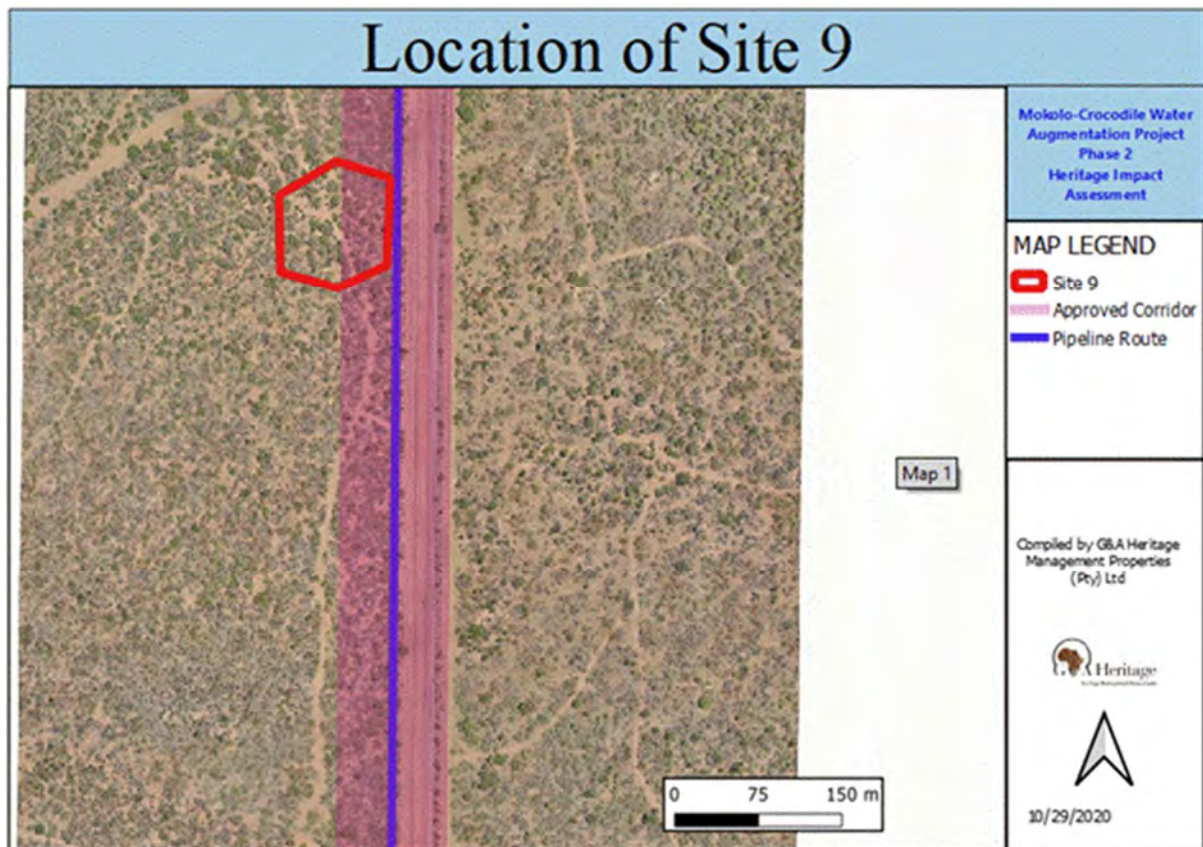 Location of Site 9
Mokolo-Crocodile Water
Augmentation Project
Phase 2
Heritage Impact
Assessment
MAP LEGEND
Site 9
Approved Corridor
Pipeline Route
Map 1
Compiled by G&A Heritage
Management Properties
(Pty) Ltd
G&A Heritage
0 75 150 m
10/29/2020